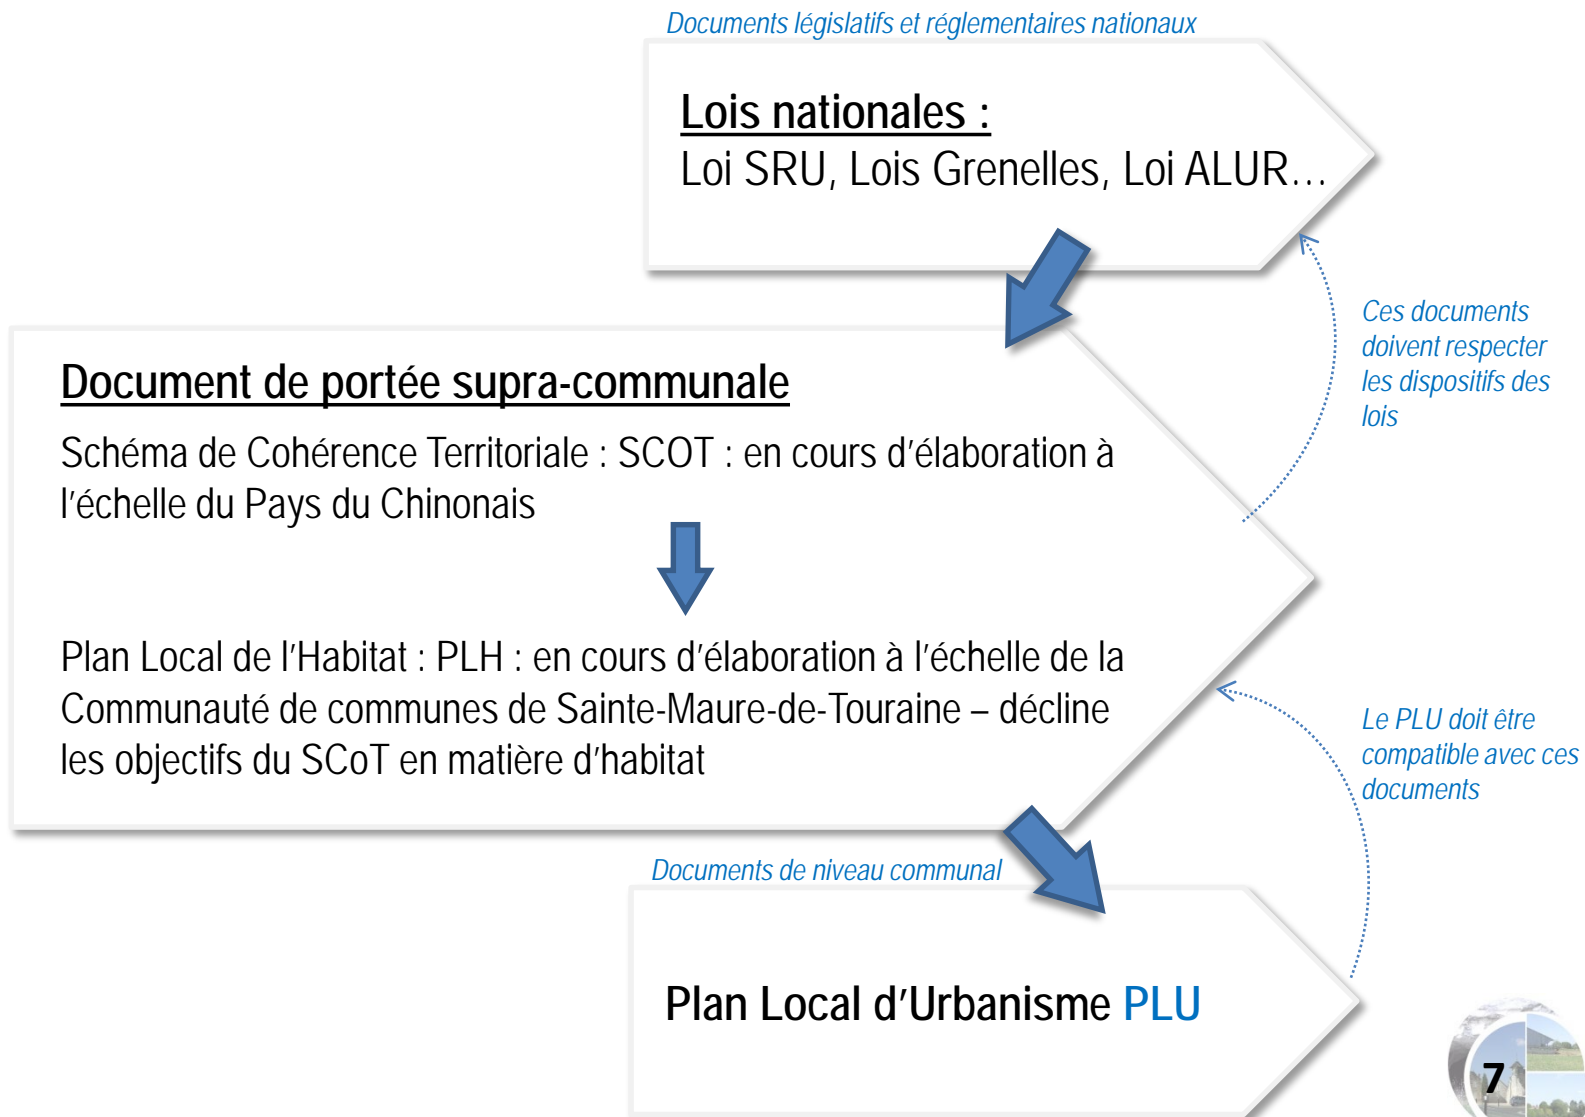 Documents législatifs et réglementaires nationaux
Lois nationales :
Loi SRU, Lois Grenelles, Loi ALUR…
Ces documents
doivent respecter
les dispositifs des
lois
Document de portée supra-communale
Schéma de Cohérence Territoriale : SCOT : en cours d’élaboration à
l’échelle du Pays du Chinonais
Plan Local de l’Habitat : PLH : en cours d’élaboration à l’échelle de la
Communauté de communes de Sainte-Maure-de-Touraine – décline
les objectifs du SCoT en matière d’habitat
Le PLU doit être
compatible avec ces
documents
Documents de niveau communal
Plan Local d’Urbanisme PLU
7